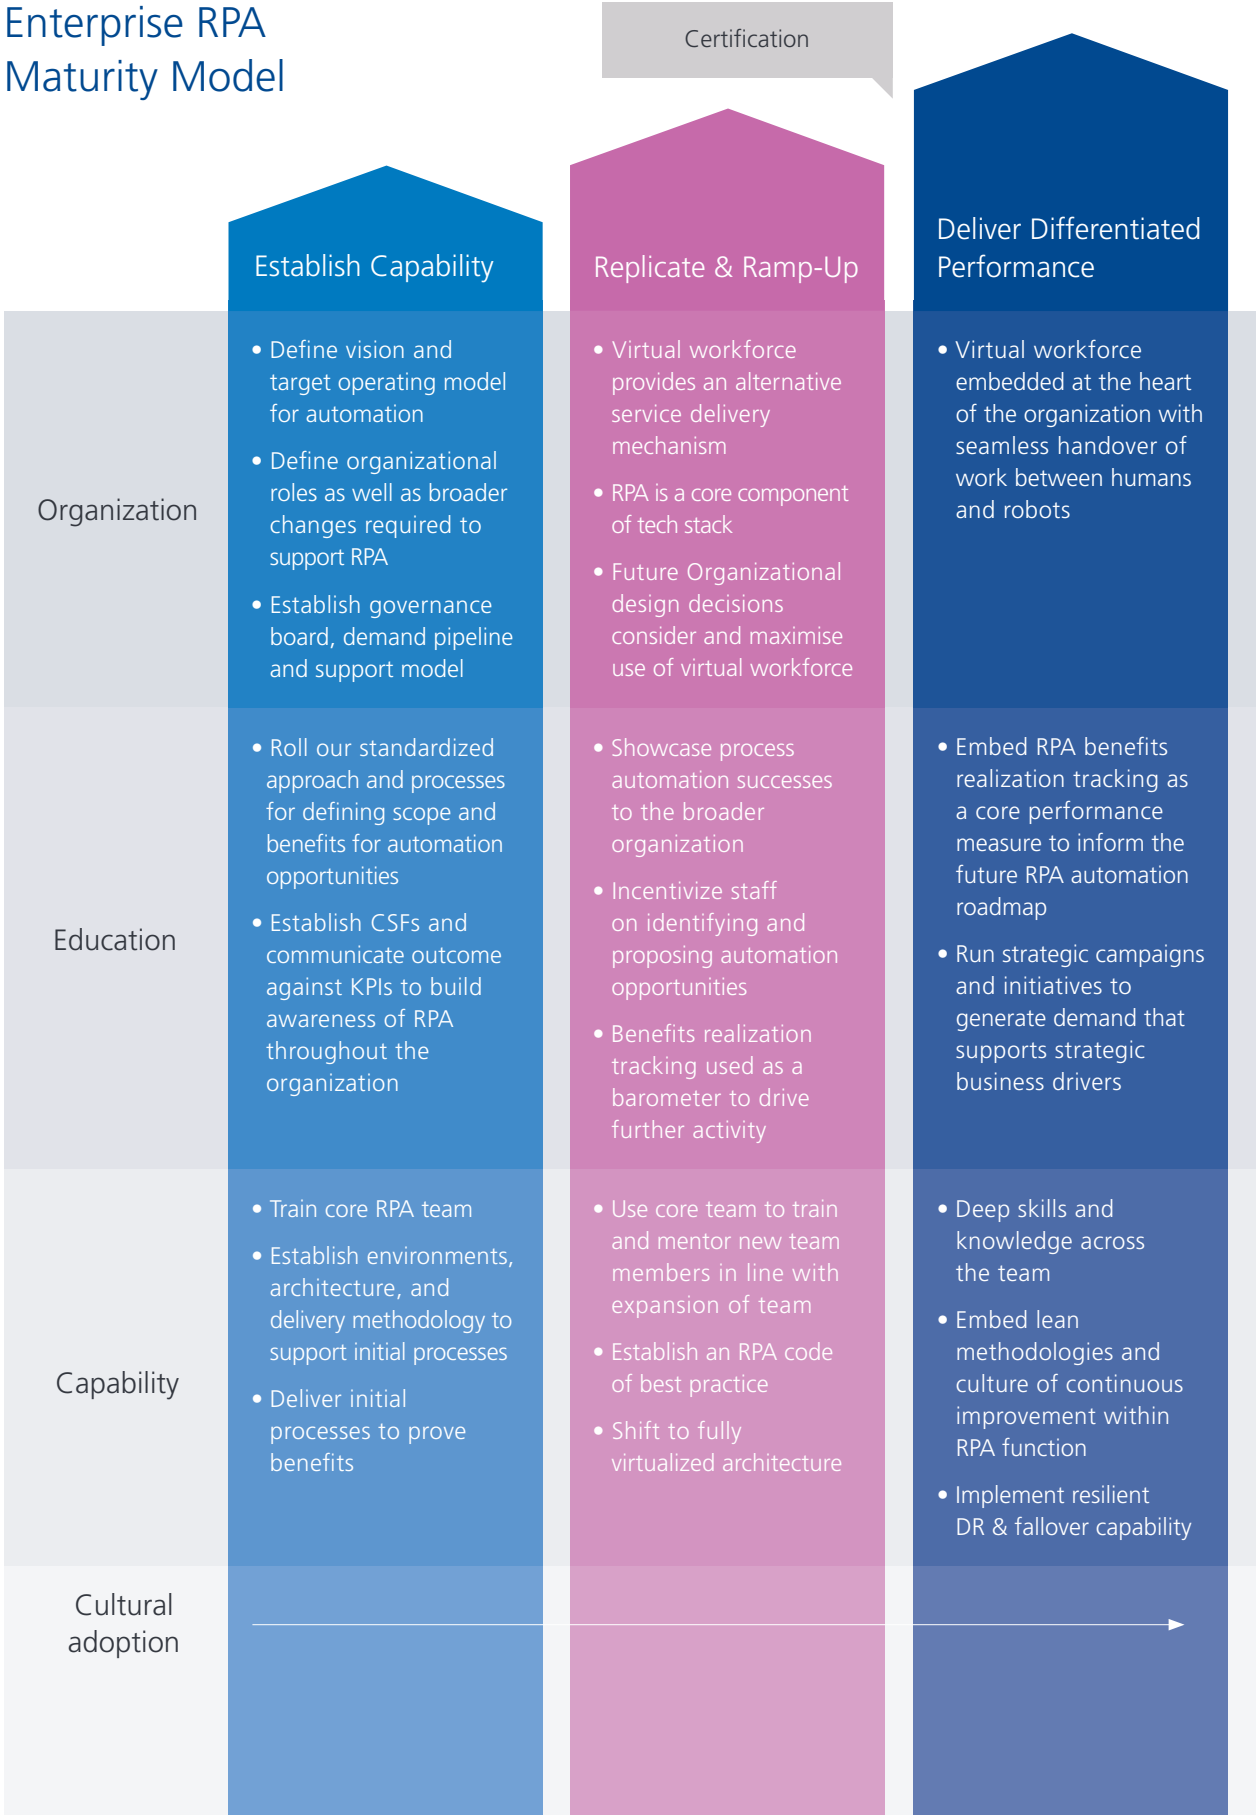 Enterprise RPA
Maturity Model
Certification
Establish Capability
Replicate & Ramp-Up
Deliver Differentiated
Performance
Organization
• Define vision and
target operating model
for automation
• Define organizational
roles as well as broader
changes required to
support RPA
• Establish governance
board, demand pipeline
and support model
• Virtual workforce
provides an alternative
service delivery
mechanism
• RPA is a core component
of tech stack
• Future Organizational
design decisions
consider and maximise
use of virtual workforce
• Virtual workforce
embedded at the heart
of the organization with
seamless handover of
work between humans
and robots
Education
• Roll our standardized
approach and processes
for defining scope and
benefits for automation
opportunities
• Establish CSFs and
communicate outcome
against KPIs to build
awareness of RPA
throughout the
organization
• Showcase process
automation successes
to the broader
organization
• Incentivize staff
on identifying and
proposing automation
opportunities
• Benefits realization
tracking used as a
barometer to drive
further activity
• Embed RPA benefits
realization tracking as
a core performance
measure to inform the
future RPA automation
roadmap
• Run strategic campaigns
and initiatives to
generate demand that
supports strategic
business drivers
Capability
• Train core RPA team
• Establish environments,
architecture, and
delivery methodology to
support initial processes
• Deliver initial
processes to prove
benefits
• Use core team to train
and mentor new team
members in line with
expansion of team
• Establish an RPA code
of best practice
• Shift to fully
virtualized architecture
• Deep skills and
knowledge across
the team
• Embed lean
methodologies and
culture of continuous
improvement within
RPA function
• Implement resilient
DR & fallover capability
Cultural
adoption